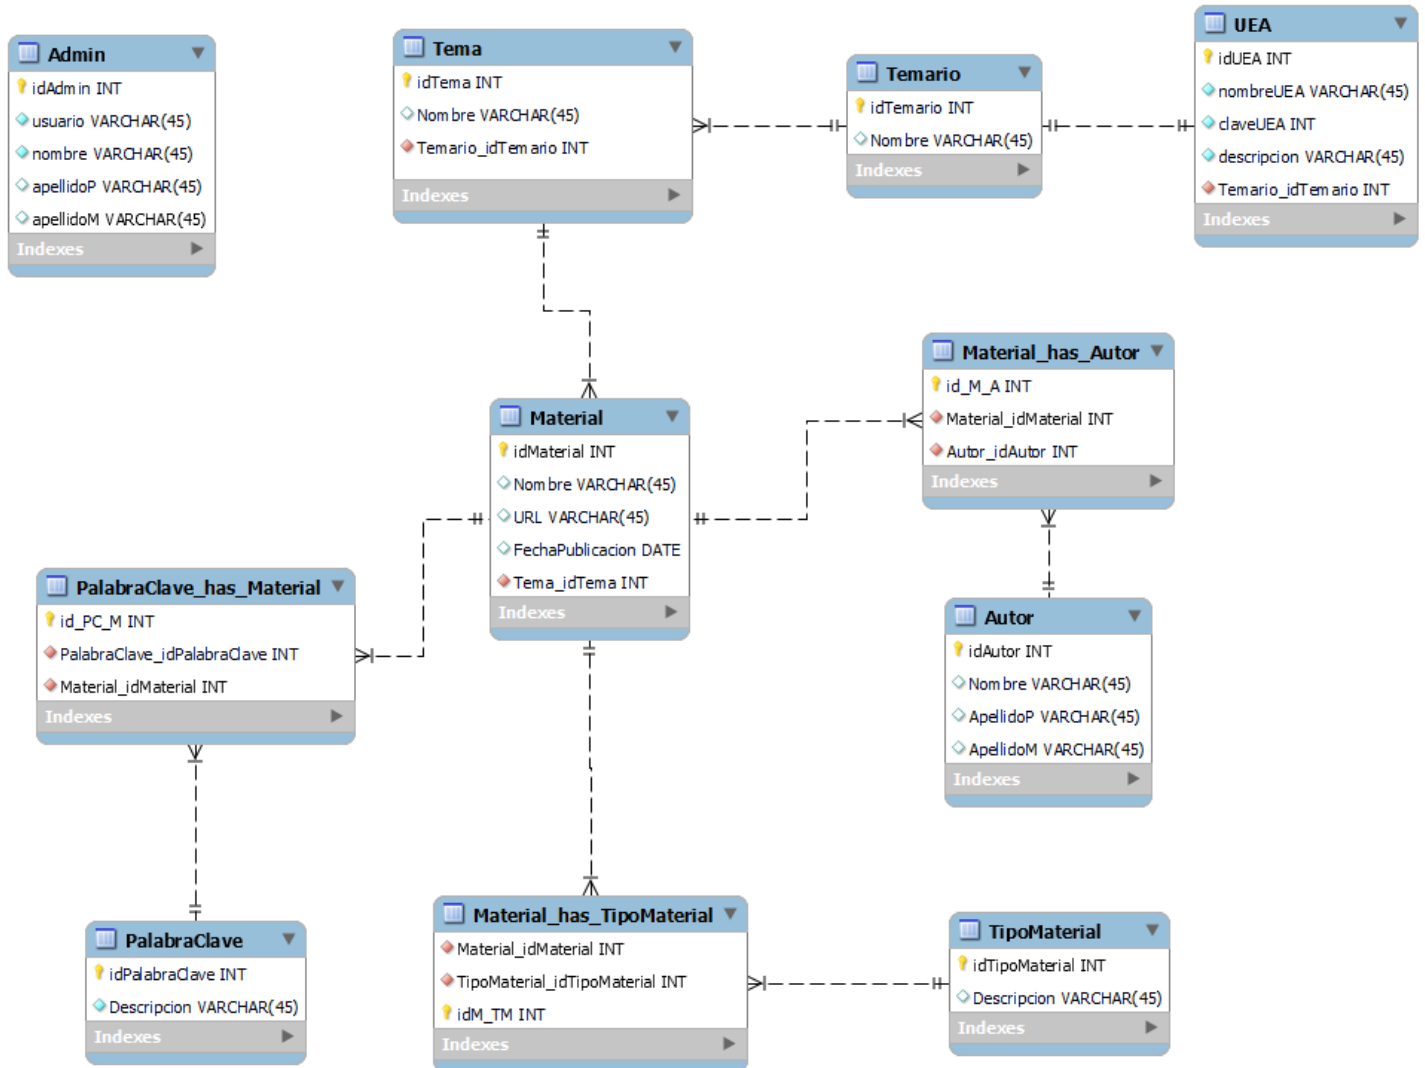 Admin
idAdmin INT
usuario VARCHAR(45)
nombre VARCHAR(45)
apellidoP VARCHAR(45)
apellidoM VARCHAR(45)
Indexes
Tema
idTema INT
Nombre VARCHAR(45)
Temario_idTemario INT
Indexes
Temario
idTemario INT
Nombre VARCHAR(45)
Indexes
UEA
idUEA INT
nombreUEA VARCHAR(45)
claveUEA INT
descripcion VARCHAR(45)
Temario_idTemario INT
Indexes
Material
idMaterial INT
Nombre VARCHAR(45)
URL VARCHAR(45)
FechaPublicacion DATE
Tema_idTema INT
Indexes
Material_has_Autor
id_M_A INT
Material_idMaterial INT
Autor_idAutor INT
Indexes
PalabraClave_has_Material
id_PC_M INT
PalabraClave_idPalabraClave INT
Material_idMaterial INT
Indexes
Autor
idAutor INT
Nombre VARCHAR(45)
ApellidoP VARCHAR(45)
ApellidoM VARCHAR(45)
Indexes
PalabraClave
idPalabraClave INT
Descripcion VARCHAR(45)
Indexes
Material_has_TipoMaterial
Material_idMaterial INT
TipoMaterial_idTipoMaterial INT
idM_TM INT
Indexes
TipoMaterial
idTipoMaterial INT
Descripcion VARCHAR(45)
Indexes